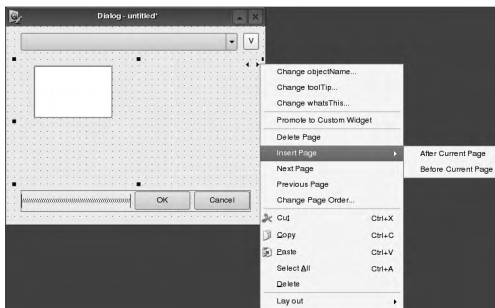 Dialog - untitled*
V
Change objectName...
Change toolTip...
Change whatsThis...
Promote to Custom Widget
Delete Page
Insert Page
After Current Page
Next Page
Before Current Page
Previous Page
Change Page Order...
OK
Cancel
Cut Ctrl+X
Copy Ctrl+C
Paste Ctrl+V
Select All Ctrl+A
Delete
Lay out